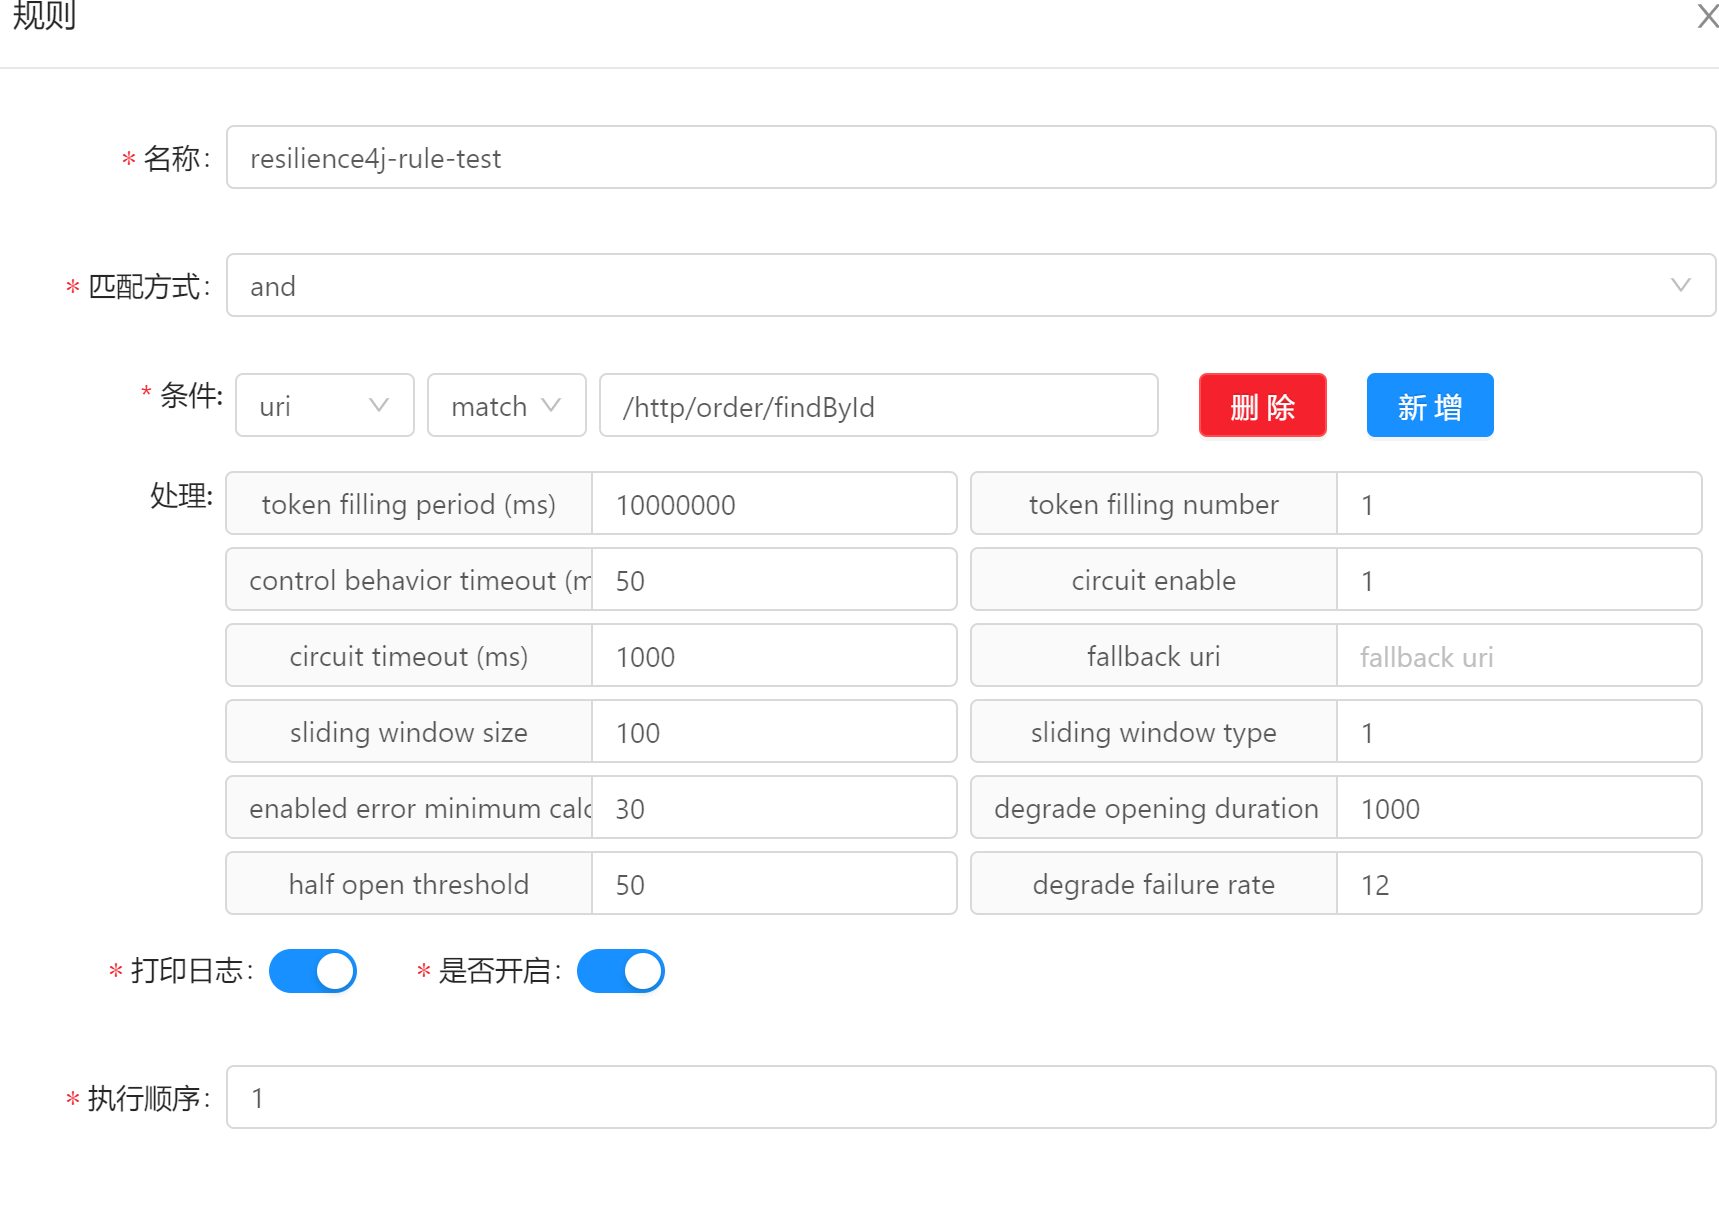 规则
* 名称: resilience4j-rule-test
* 匹配方式: and
* 条件: uri match /http/order/findById 删 除 新 增
处理: token filling period (ms) 10000000 token filling number 1
control behavior timeout (m 50 circuit enable 1
circuit timeout (ms) 1000 fallback uri fallback uri
sliding window size 100 sliding window type 1
enabled error minimum calc 30 degrade opening duration 1000
half open threshold 50 degrade failure rate 12
* 打印日志: * 是否开启:
* 执行顺序: 1